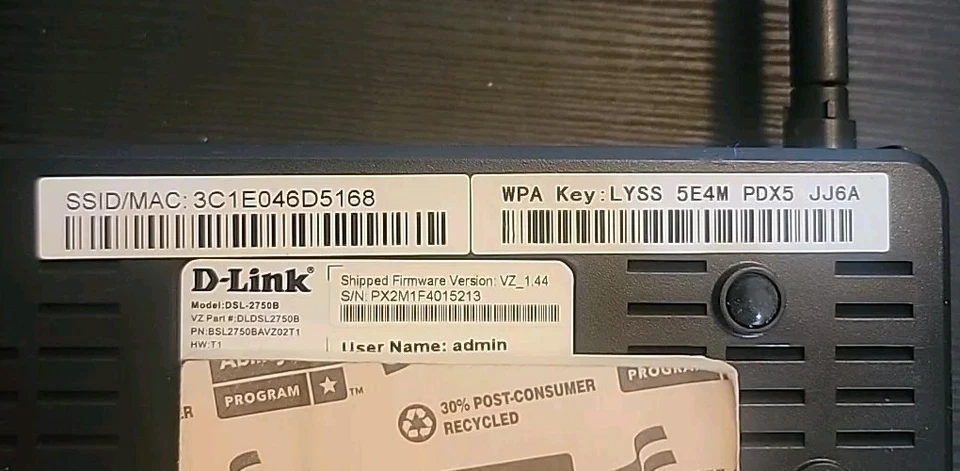 SSID/MAC: 3C1E046D5168
WPA Key:LYSS 5E4M PDX5 JJ6A
D-Link®
Model:DSL-2750B
VZ Part #:DLDSL2750B
PN:BSL2750BAVZ02T1
HW:T1
Shipped Firmware Version: VZ_1.44
S/N: PX2M1F4015213
User Name: admin
PROGRAM ™
30% POST-CONSUMER
RECYCLED